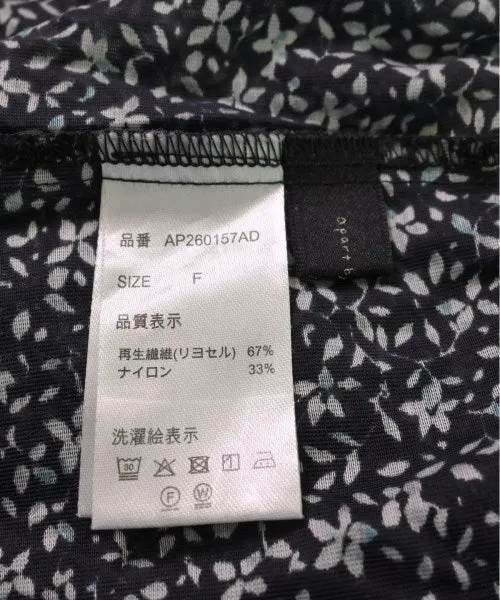 品番 AP260157AD
SIZE F
品質表示
再生繊維(リヨセル) 67%
ナイロン 33%
洗濯絵表示
30
F W
apart b